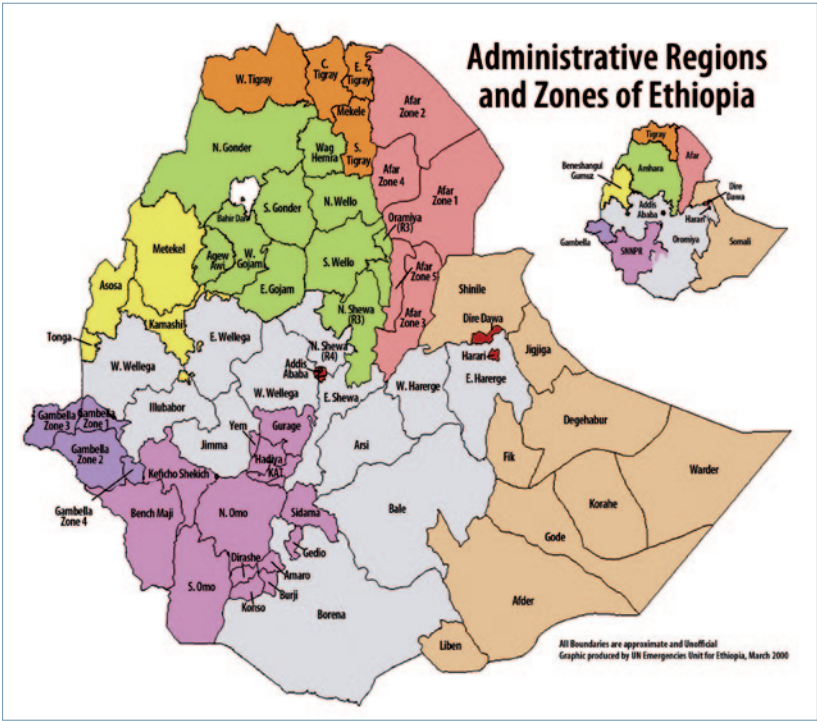 Administrative Regions
and Zones of Ethiopia
W. Tigray
C.
Tigray
E.
Tigray
Mekele
S.
Tigray
Afar
Zone 2
N. Gonder
Wag
Hemra
Afar
Zone 4
Afar
Zone 1
Bahir Dar
S. Gonder
N. Wello
Oramiya
(R3)
Metekel
Agew
Awi
W.
Gojami
S. Wello
Afar
Zone 5
E. Gojam
Asosa
Kamashi
N. Shewa
(R3)
Afar
Zone 3
Shinile
Dire Dawa
Tonga
E. Wellega
N. Shewa
(R4)
W. Wellega
Addis
Ababa
Harari
Jigjiga
W. Wellega
E. Shewa
W. Harerge
E. Harerge
Illubabor
Gambella
Zone 3
Gambella
Zone 1
Yem
Gurage
Degehabur
Gambella
Zone 2
Jimma
Hadiya
KAT
Arsi
Fik
Warder
Keficho Shekich
Gambella
Zone 4
Bench Maji
N. Omo
Sidama
Bale
Korahe
Gode
Gedio
Dirashe
Amaro
S. Omo
Burji
Konso
Borena
Afder
Liben
Tigray
Afar
Beneshangul
Gumuz
Amhara
Dire
Dawa
Addis
Ababa
Harari
Gambella
SNNPR
Oromiya
Somali
All Boundaries are approximate and Unofficial
Graphic produced by UN Emergencies Unit for Ethiopia, March 2000